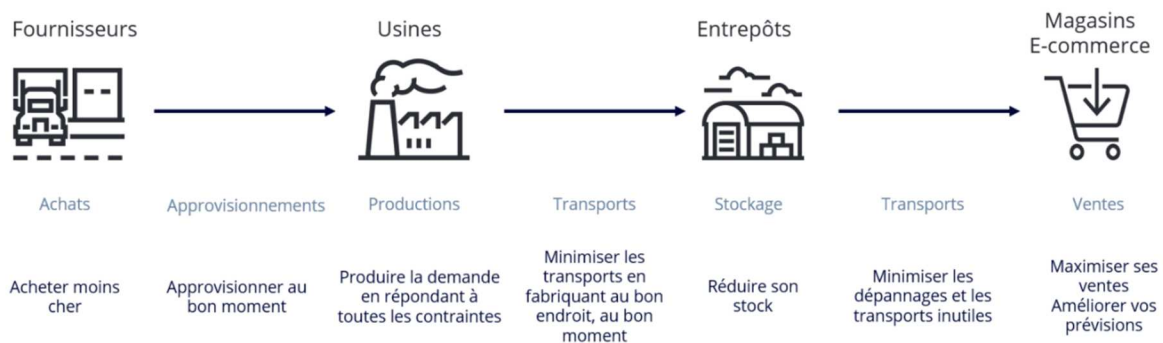 Fournisseurs
Usines
Entrepôts
Magasins
E-commerce
Achats
Approvisionnements
Productions
Transports
Stockage
Transports
Ventes
Acheter moins
cher
Approvisionner au
bon moment
Produire la demande
en répondant à
toutes les contraintes
Minimiser les
transports en
fabriquant au bon
endroit, au bon
moment
Réduire son
stock
Minimiser les
dépannages et les
transports inutiles
Maximiser ses
ventes
Améliorer vos
prévisions